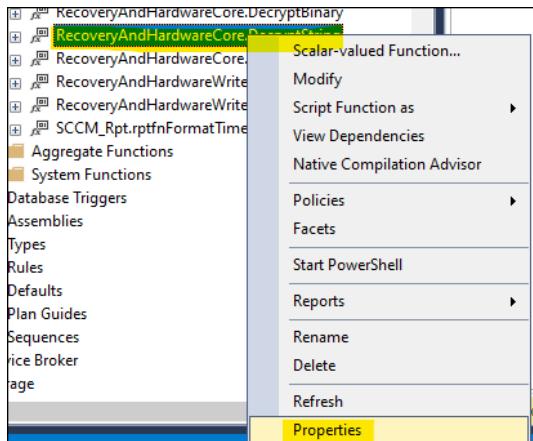 RecoveryAndHardwareCore.DecryptBinary
RecoveryAndHardwareCore.DecryptString
RecoveryAndHardwareCore.
RecoveryAndHardwareWrite
RecoveryAndHardwareWrite
SCCM_Rpt.rptfnFormatTime
Aggregate Functions
System Functions
Database Triggers
Assemblies
Types
Rules
Defaults
Plan Guides
Sequences
vice Broker
rage
Scalar-valued Function...
Modify
Script Function as
View Dependencies
Native Compilation Advisor
Policies
Facets
Start PowerShell
Reports
Rename
Delete
Refresh
Properties